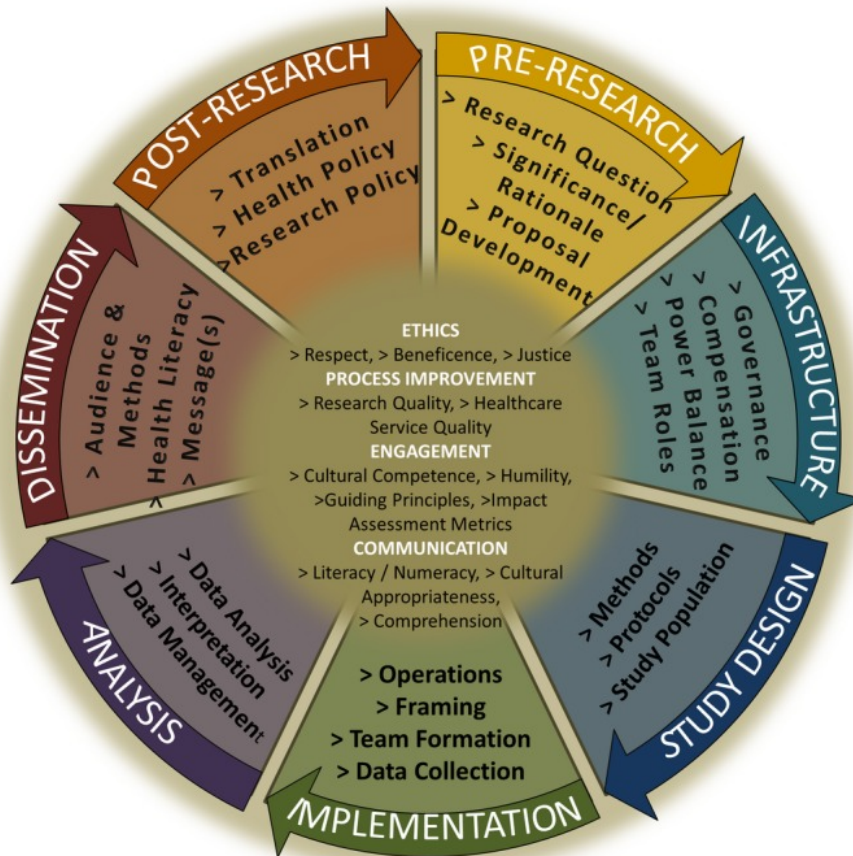 PRE-RESEARCH
> Research Question
> Significance/
Rationale
> Proposal
Development
INFRASTRUCTURE
> Governance
> Compensation
> Power Balance
> Team Roles
STUDY DESIGN
> Methods
> Protocols
> Study Population
IMPLEMENTATION
> Operations
> Framing
> Team Formation
> Data Collection
ANALYSIS
> Data Analysis
> Interpretation
> Data Management
DISSEMINATION
> Audience &
Methods
> Health Literacy
> Message(s)
POST-RESEARCH
> Translation
> Health Policy
>Research Policy
ETHICS
> Respect, > Beneficence, > Justice
PROCESS IMPROVEMENT
> Research Quality, > Healthcare
Service Quality
ENGAGEMENT
> Cultural Competence, > Humility,
>Guiding Principles, >Impact
Assessment Metrics
COMMUNICATION
> Literacy / Numeracy, > Cultural
Appropriateness,
> Comprehension